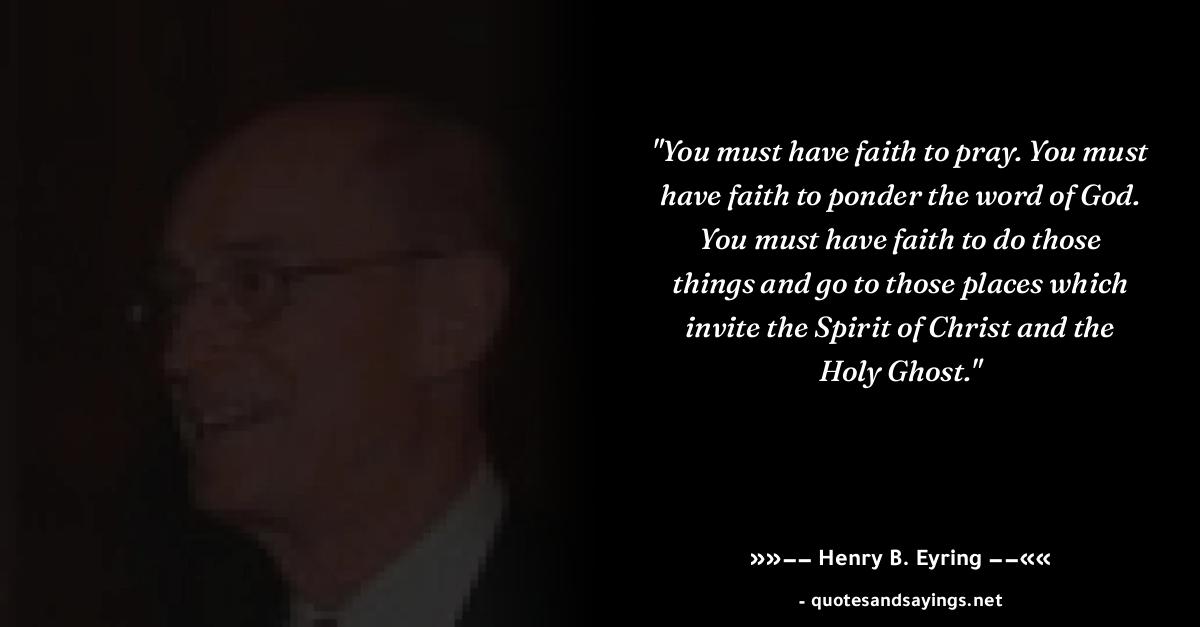 "You must have faith to pray. You must
have faith to ponder the word of God.
You must have faith to do those
things and go to those places which
invite the Spirit of Christ and the
Holy Ghost."
»»–– Henry B. Eyring ––««
- quotesandsayings.net